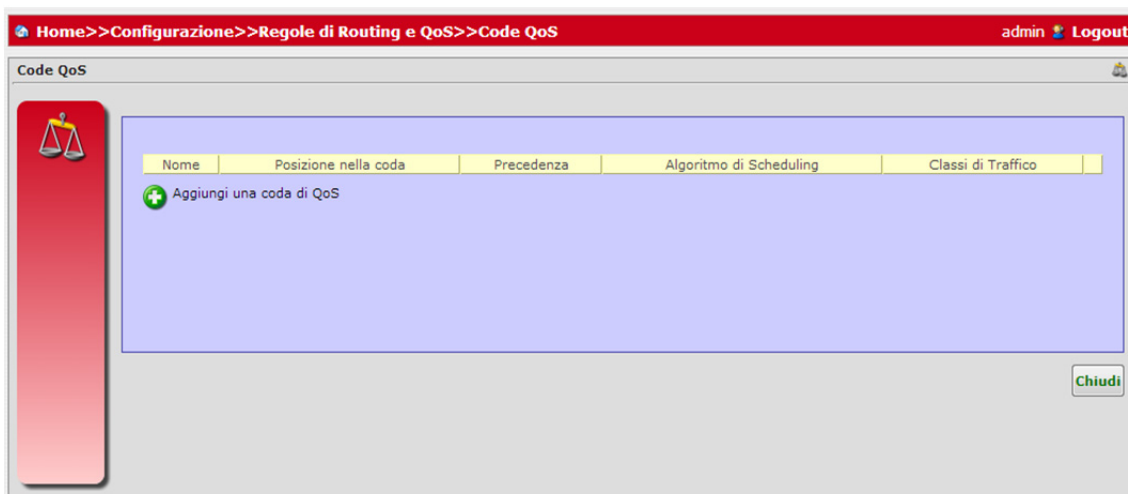 Home>>Configurazione>>Regole di Routing e QoS>>Code QoS admin Logout
Code QoS
Nome Posizione nella coda Precedenza Algoritmo di Scheduling Classi di Traffico
Aggiungi una coda di QoS
Chiudi